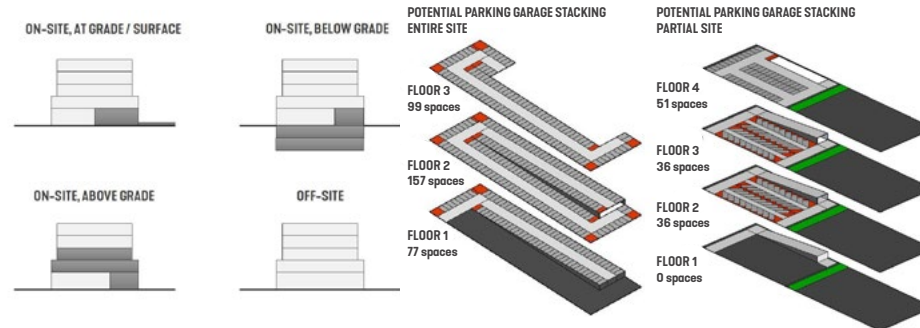 ON-SITE, AT GRADE / SURFACE
ON-SITE, BELOW GRADE
ON-SITE, ABOVE GRADE
OFF-SITE
POTENTIAL PARKING GARAGE STACKING
ENTIRE SITE
FLOOR 3
99 spaces
FLOOR 2
157 spaces
FLOOR 1
77 spaces
POTENTIAL PARKING GARAGE STACKING
PARTIAL SITE
FLOOR 4
51 spaces
FLOOR 3
36 spaces
FLOOR 2
36 spaces
FLOOR 1
0 spaces